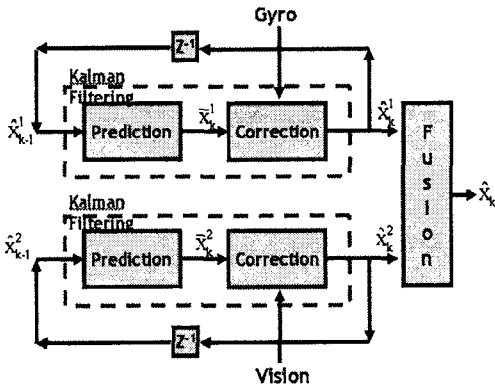 Gyro
Z⁻¹
Kalman
Filtering
x̂¹ₖ₋₁ Prediction x̄¹ₖ Correction x̂¹ₖ
Fusion
x̂ₖ
Kalman
Filtering
x̂²ₖ₋₁ Prediction x̄²ₖ Correction x̂²ₖ
Z⁻¹
Vision